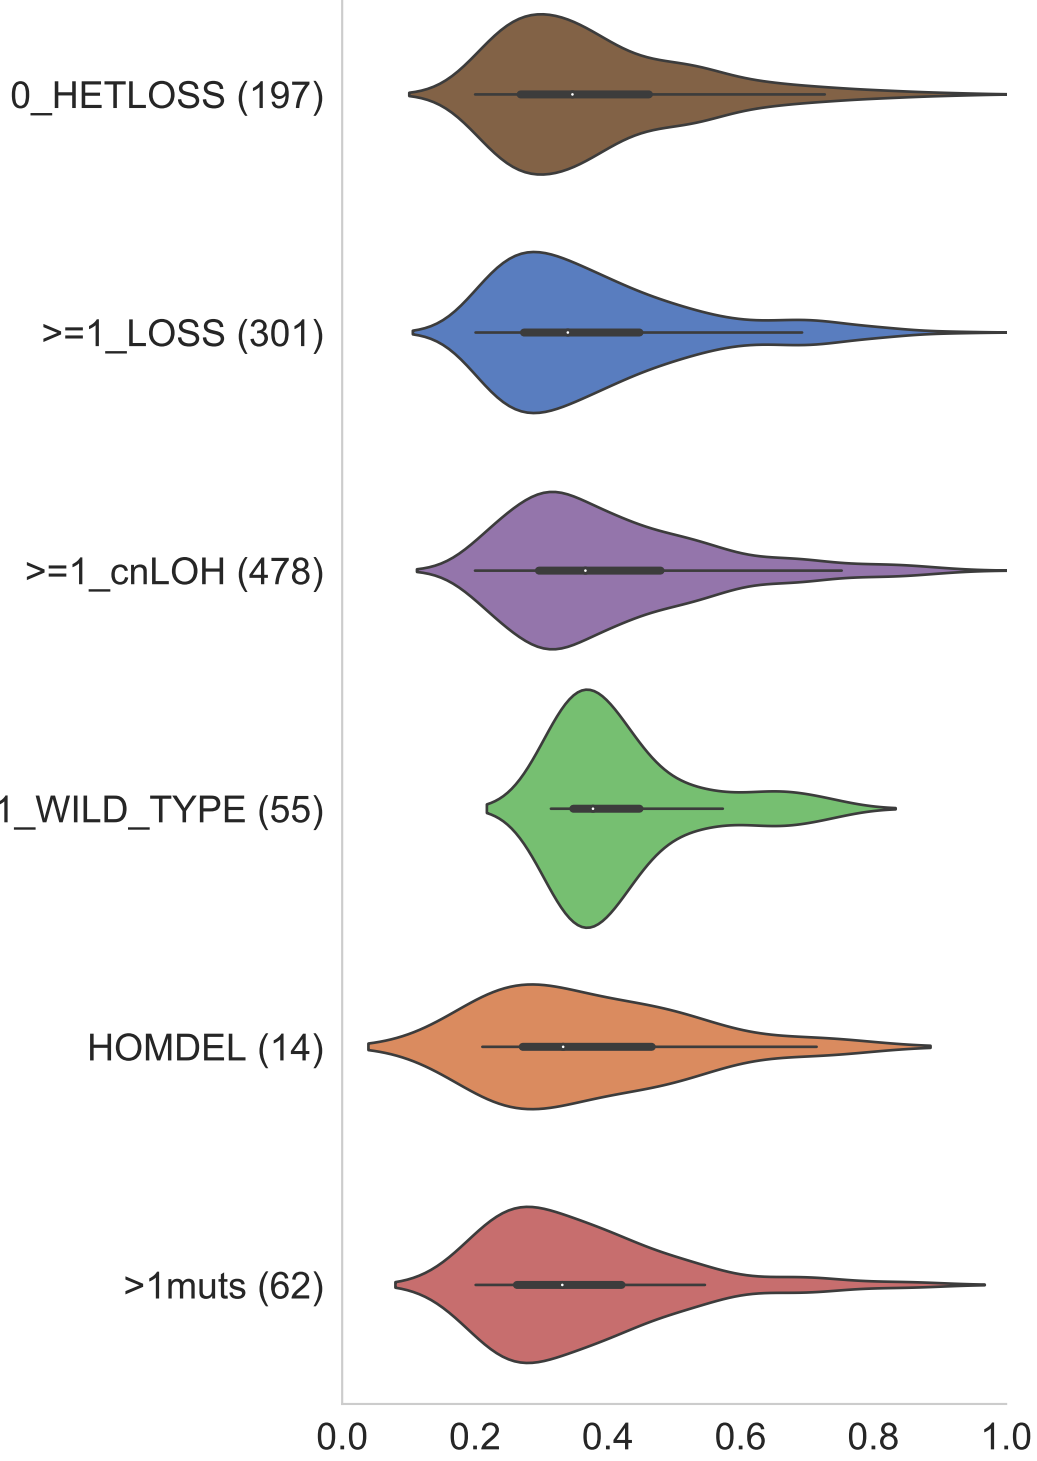 0_HETLOSS (197)
>=1_LOSS (301)
>=1_cnLOH (478)
1_WILD_TYPE (55)
HOMDEL (14)
>1muts (62)
0.0 0.2 0.4 0.6 0.8 1.0